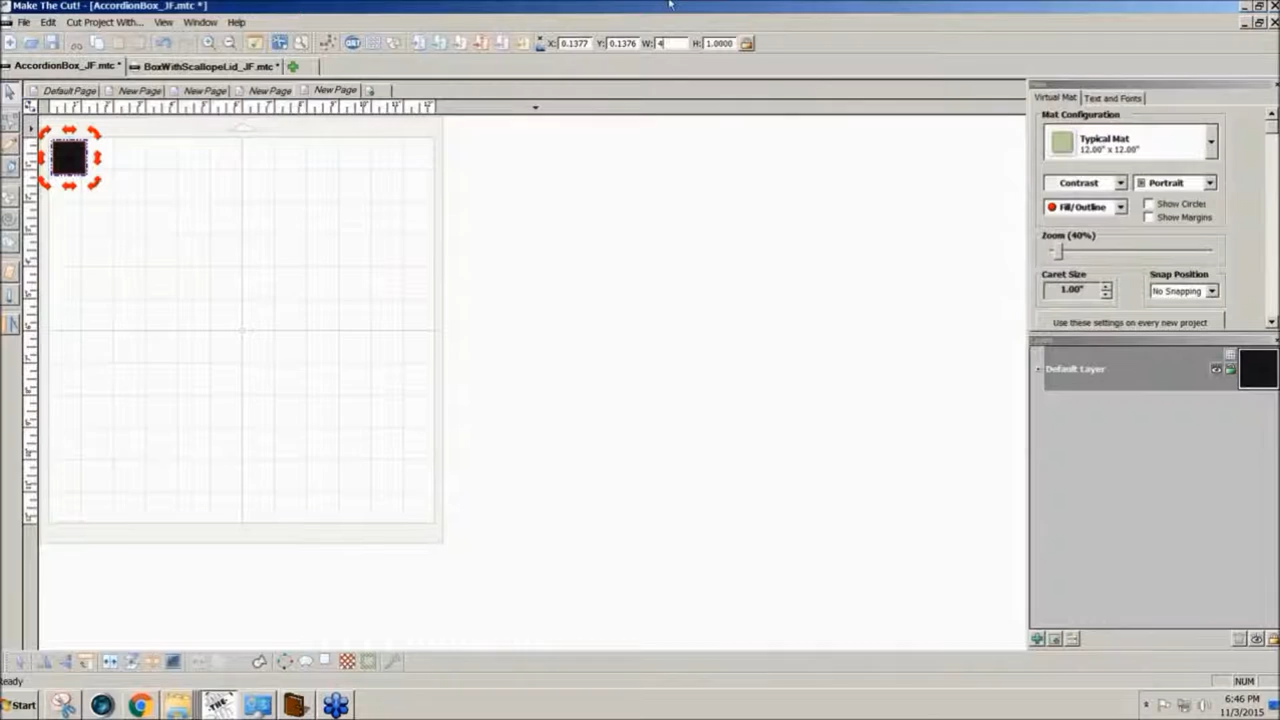 Make The Cut! - [AccordionBox_JF.mtc *]
File Edit Cut Project With... View Window Help
X: 0.1377 Y: 0.1376 W: 4 H: 1.0000
AccordionBox_JF.mtc * BoxWithScallopeLid_JF.mtc *
Default Page New Page New Page New Page New Page
Virtual Mat Text and Fonts
Mat Configuration
Typical Mat
12.00" x 12.00"
Contrast Portrait
Fill/Outline Show Circles
Show Margins
Zoom (40%)
Caret Size Snap Position
1.00" No Snapping
Use these settings on every new project
Default Layer
eady NUM
Start 6:46 PM
11/3/2015